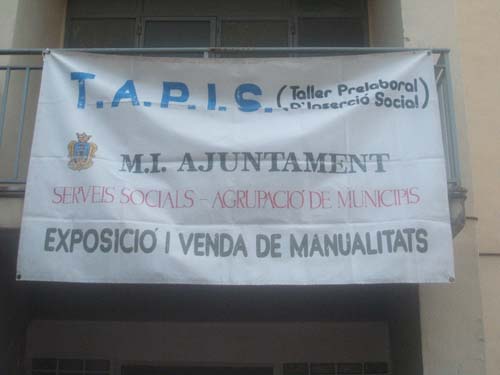 T.A.P.I.S. (Taller Prelaboral
D'Inserció Social)
M.I. AJUNTAMENT
SERVEIS SOCIALS - AGRUPACIÓ DE MUNICIPIS
EXPOSICIÓ I VENDA DE MANUALITATS